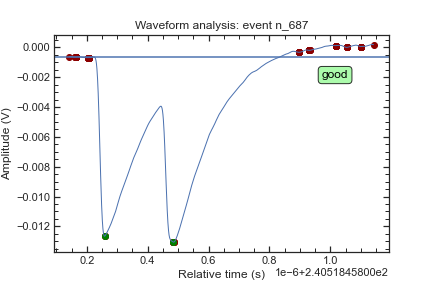 Waveform analysis: event n_687
0.000
−0.002
−0.004
−0.006
−0.008
−0.010
−0.012
Amplitude (V)
good
0.2
0.4
0.6
0.8
1.0
Relative time (s)
1e-6+2.4051845800e2